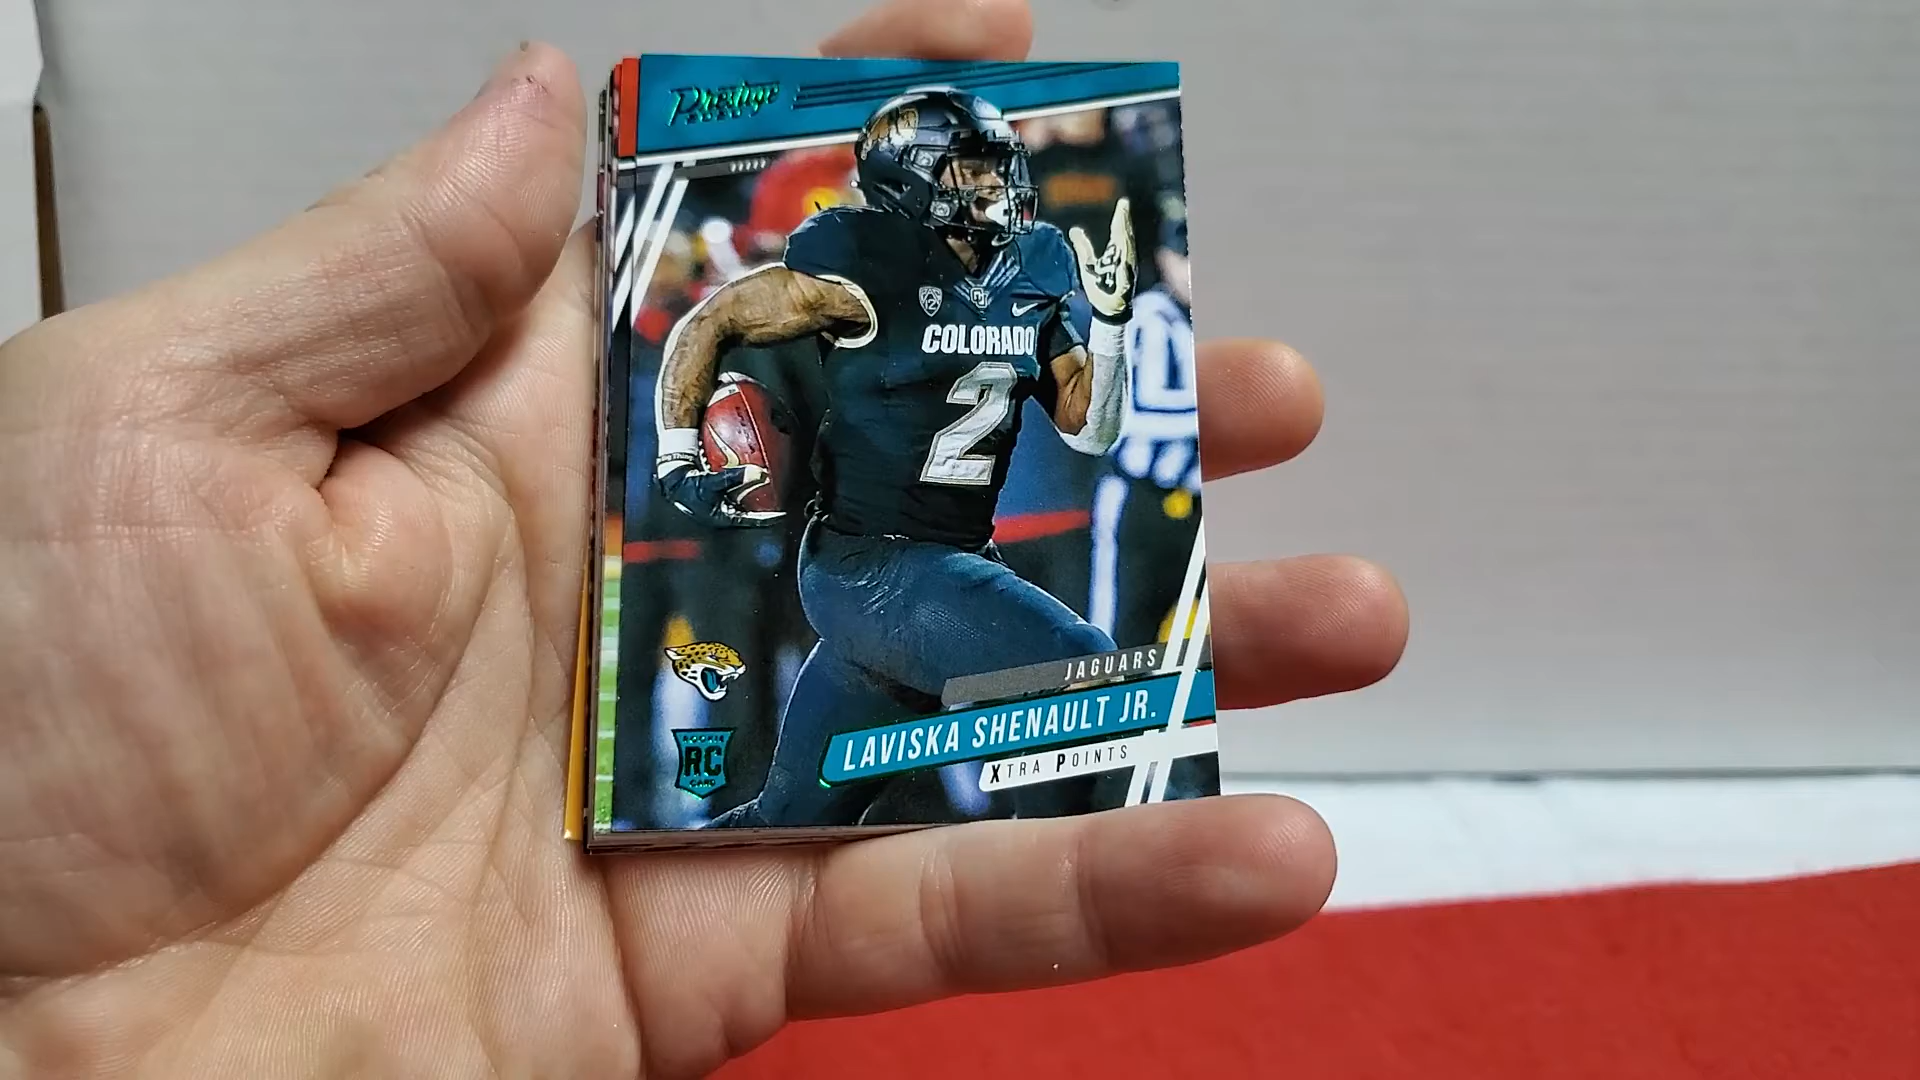 Prestige
COLORADO
2
JAGUARS
LAVISKA SHENAULT JR.
XTRA POINTS
ROOKIE
RC
CARD